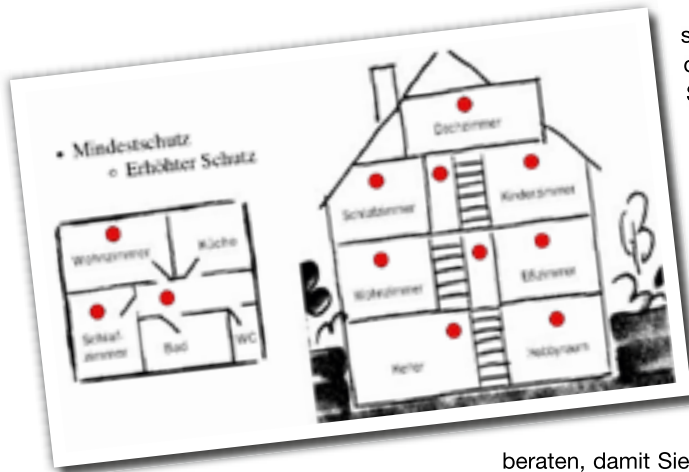 • Mindestschutz
o Erhöhter Schutz
Wohnzimmer
Küche
Schlaf-
zimmer
Bad
WC
Dachzimmer
Schlafzimmer
Kinderzimmer
Wohnzimmer
Eßzimmer
Keller
Hobbyraum
beraten, damit Sie